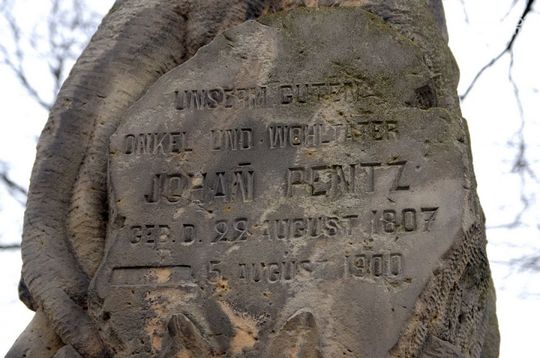 UNSERM GUTEN
ONKEL UND WOHLTÄTER
JOHAÑ PENTZ
GEB. D. 22 AUGUST 1807
5. AUGUST 1900